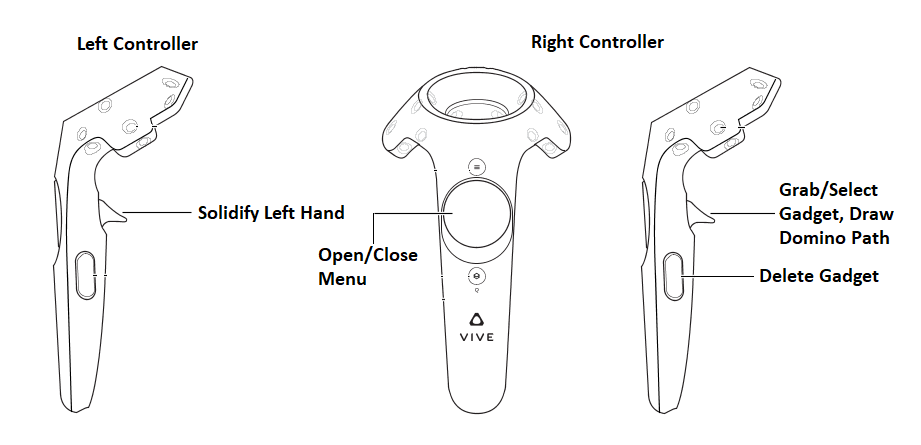 Left Controller
Right Controller
Solidify Left Hand
Open/Close
Menu
VIVE
Grab/Select
Gadget, Draw
Domino Path
Delete Gadget